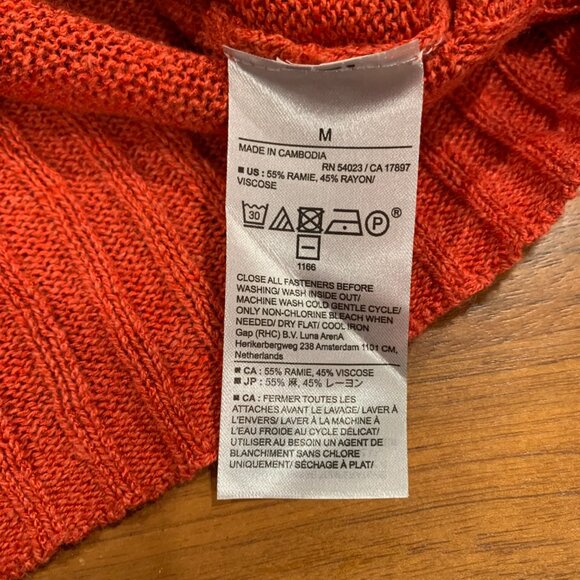 M
MADE IN CAMBODIA
RN 54023 / CA 17897
■ US : 55% RAMIE, 45% RAYON/
VISCOSE
30
P ®
1166
CLOSE ALL FASTENERS BEFORE
WASHING/ WASH INSIDE OUT/
MACHINE WASH COLD GENTLE CYCLE/
ONLY NON-CHLORINE BLEACH WHEN
NEEDED/ DRY FLAT/ COOL IRON
Gap (RHC) B.V. Luna ArenA
Herikerbergweg 238 Amsterdam 1101 CM,
Netherlands
■ CA : 55% RAMIE, 45% VISCOSE
■ JP : 55% 麻, 45% レーヨン
■ CA : FERMER TOUTES LES
ATTACHES AVANT LE LAVAGE/ LAVER À
L'ENVERS/ LAVER À LA MACHINE À
L'EAU FROIDE AU CYCLE DÉLICAT/
UTILISER AU BESOIN UN AGENT DE
BLANCHIMENT SANS CHLORE
UNIQUEMENT/ SÉCHAGE À PLAT/